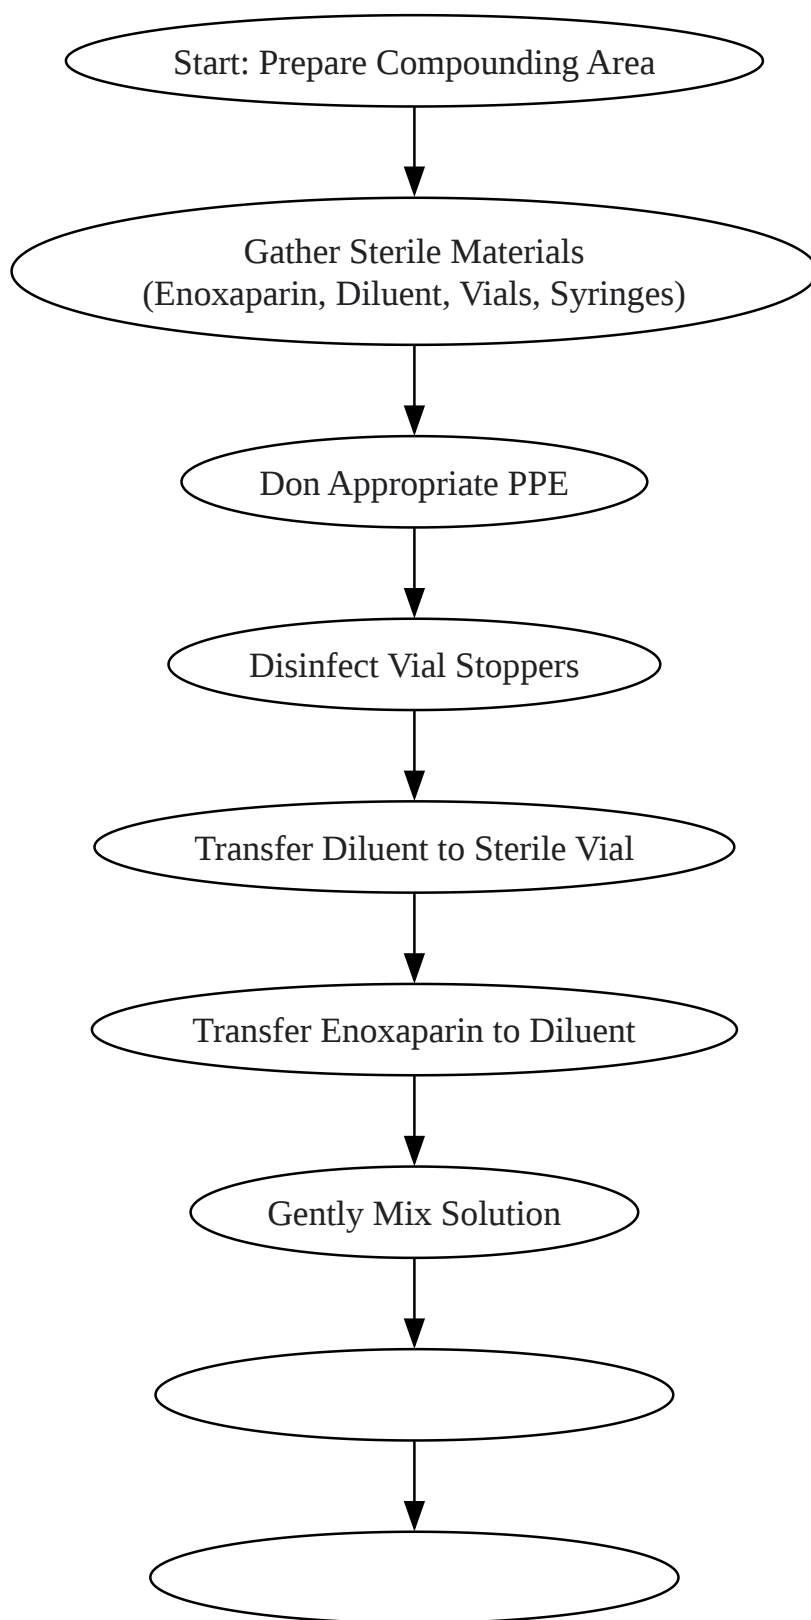 Start: Prepare Compounding Area
Gather Sterile Materials
(Enoxaparin, Diluent, Vials, Syringes)
Don Appropriate PPE
Disinfect Vial Stoppers
Transfer Diluent to Sterile Vial
Transfer Enoxaparin to Diluent
Gently Mix Solution